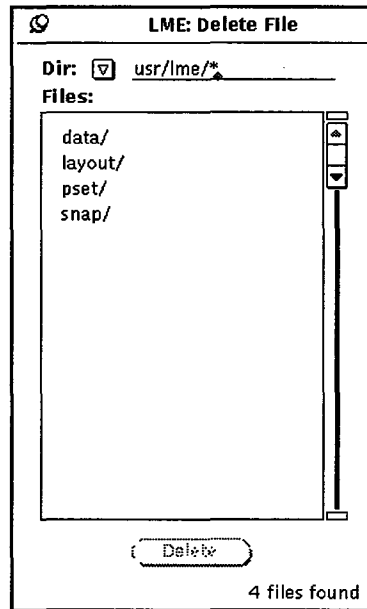 LME: Delete File
Dir: usr/lme/*
Files:
data/
layout/
pset/
snap/
Delete
4 files found